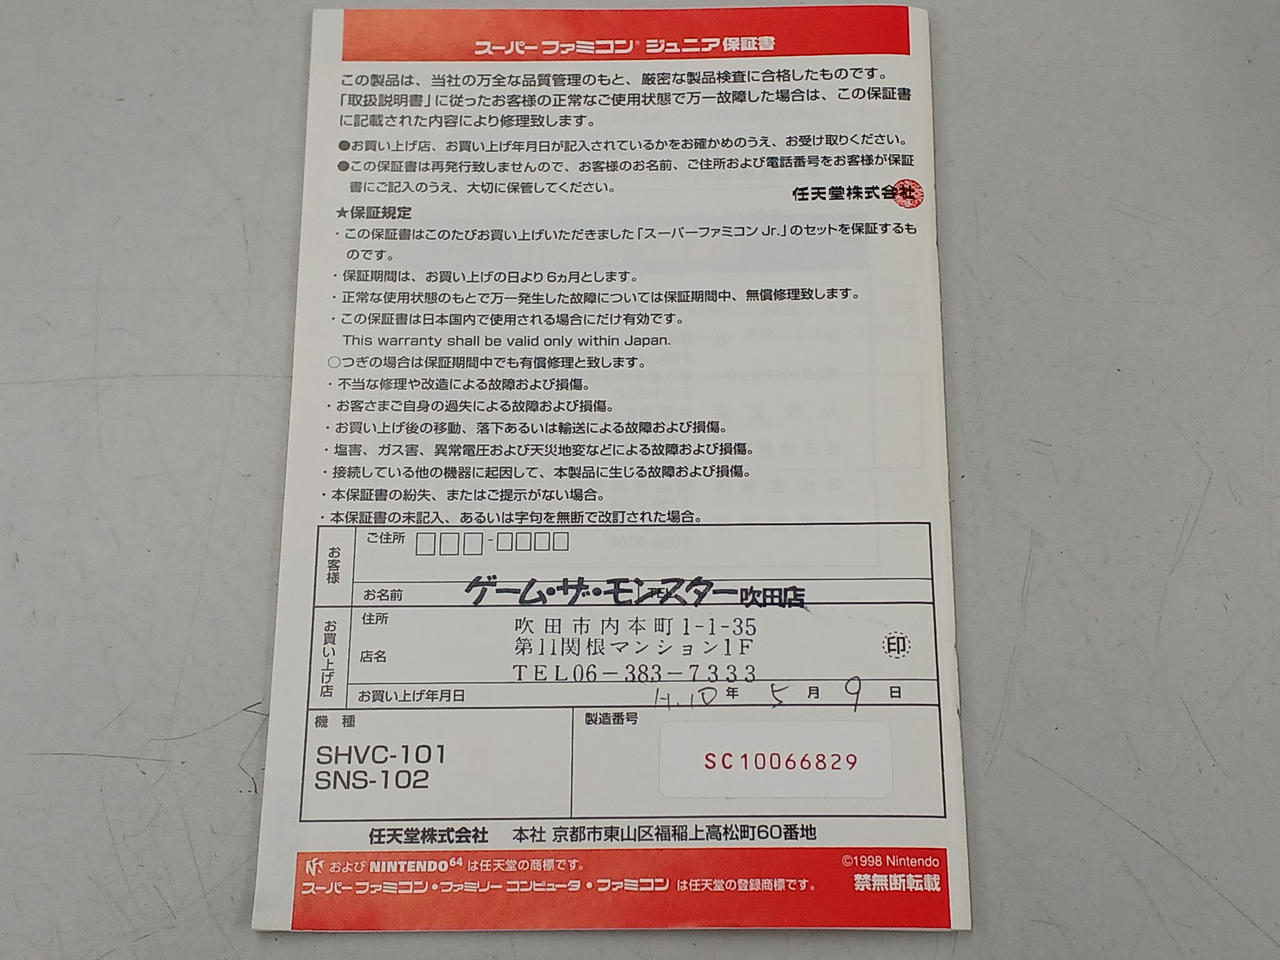 スーパーファミコン® ジュニア保証書
この製品は、当社の万全な品質管理のもと、厳密な製品検査に合格したものです。
「取扱説明書」に従ったお客様の正常なご使用状態で万一故障した場合は、この保証書
に記載された内容により修理致します。
●お買い上げ店、お買い上げ年月日が記入されているかをお確かめのうえ、お受け取りください。
●この保証書は再発行致しませんので、お客様のお名前、ご住所および電話番号をお客様が保証
書にご記入のうえ、大切に保管してください。
任天堂株式会社
★保証規定
・この保証書はこのたびお買い上げいただきました「スーパーファミコン Jr.」のセットを保証するも
のです。
・保証期間は、お買い上げの日より6ヵ月とします。
・正常な使用状態のもとで万一発生した故障については保証期間中、無償修理致します。
・この保証書は日本国内で使用される場合にだけ有効です。
This warranty shall be valid only within Japan.
○つぎの場合は保証期間中でも有償修理と致します。
・不当な修理や改造による故障および損傷。
・お客さまご自身の過失による故障および損傷。
・お買い上げ後の移動、落下あるいは輸送による故障および損傷。
・塩害、ガス害、異常電圧および天災地変などによる故障および損傷。
・接続している他の機器に起因して、本製品に生じる故障および損傷。
・本保証書の紛失、またはご提示がない場合。
・本保証書の未記入、あるいは字句を無断で改訂された場合。
お客様
ご住所 □□□-□□□□
お名前 ゲーム・ザ・モンスター吹田店
お買い上げ店
住所 吹田市内本町1-1-35
第11関根マンション1F
店名 印
TEL06-383-7333
お買い上げ年月日 H.10年 5月 9日
機種
製造番号
SHVC-101
SNS-102
SC10066829
任天堂株式会社 本社 京都市東山区福稲上高松町60番地
および NINTENDO64 は任天堂の商標です。
©1998 Nintendo
スーパーファミコン・ファミリーコンピュータ・ファミコン は任天堂の登録商標です。
禁無断転載